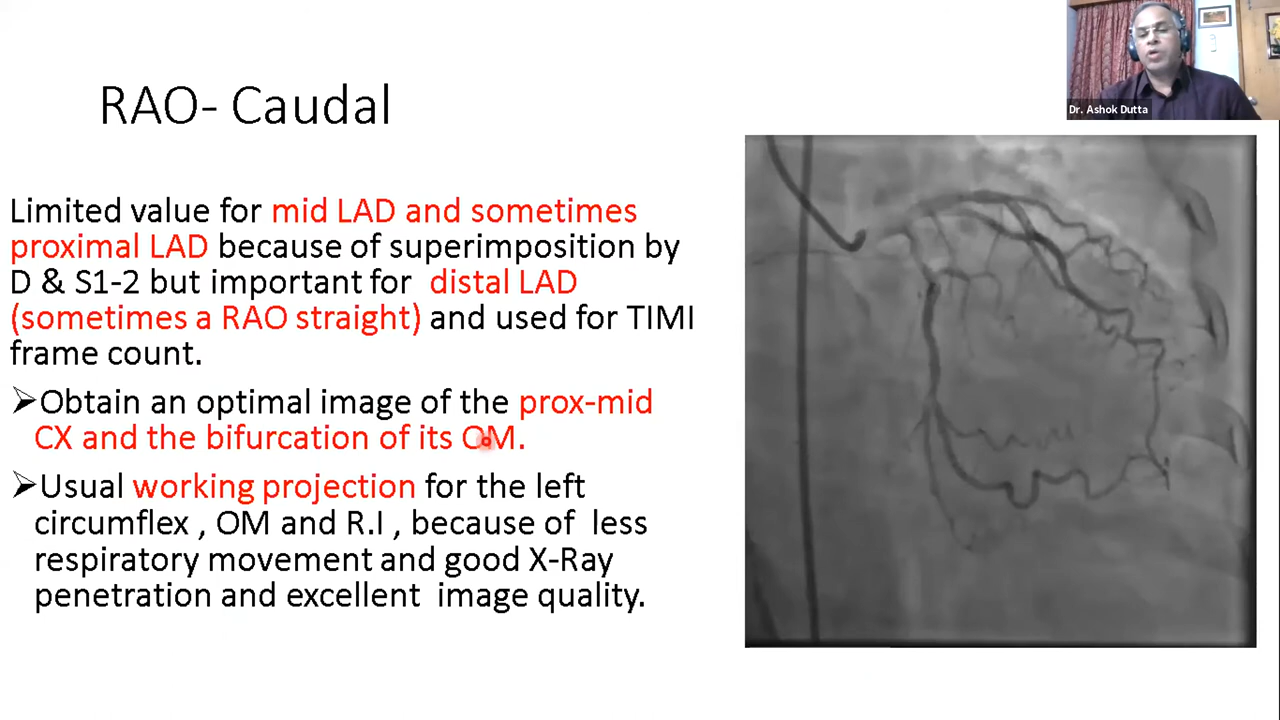 RAO- Caudal
Dr. Ashok Dutta
Limited value for mid LAD and sometimes
proximal LAD because of superimposition by
D & S1-2 but important for distal LAD
(sometimes a RAO straight) and used for TIMI
frame count.
➢Obtain an optimal image of the prox-mid
CX and the bifurcation of its OM.
➢Usual working projection for the left
circumflex , OM and R.I , because of less
respiratory movement and good X-Ray
penetration and excellent image quality.